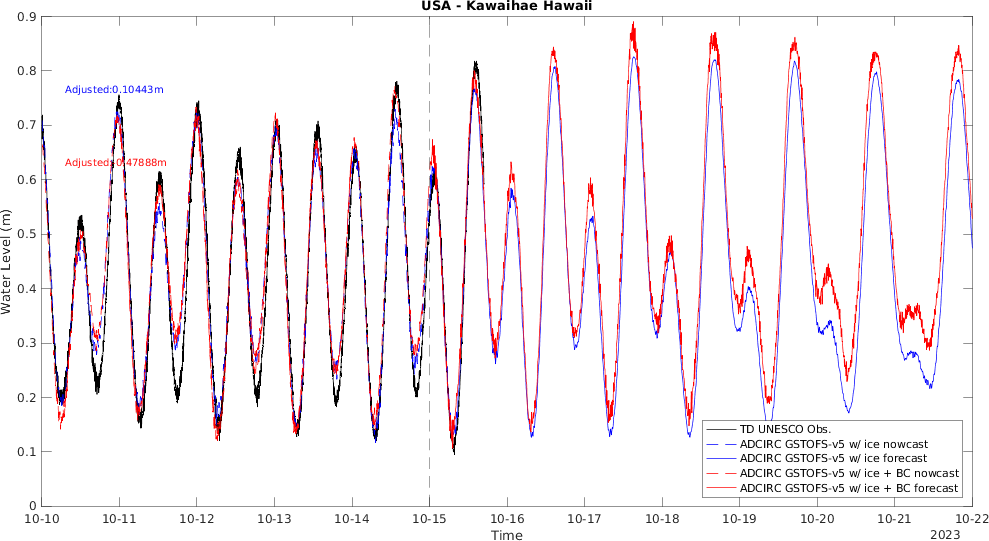 USA - Kawaihae Hawaii
0.9
0.8
0.7
0.6
0.5
0.4
0.3
0.2
0.1
0
Water Level (m)
Adjusted:0.10443m
TD UNESCO Obs.
ADCIRC GSTOFS-v5 w/ ice nowcast
ADCIRC GSTOFS-v5 w/ ice forecast
ADCIRC GSTOFS-v5 w/ ice + BC nowcast
ADCIRC GSTOFS-v5 w/ ice + BC forecast
10-10 10-11 10-12 10-13 10-14 10-15 10-16 10-17 10-18 10-19 10-20 10-21 10-22
Time
2023